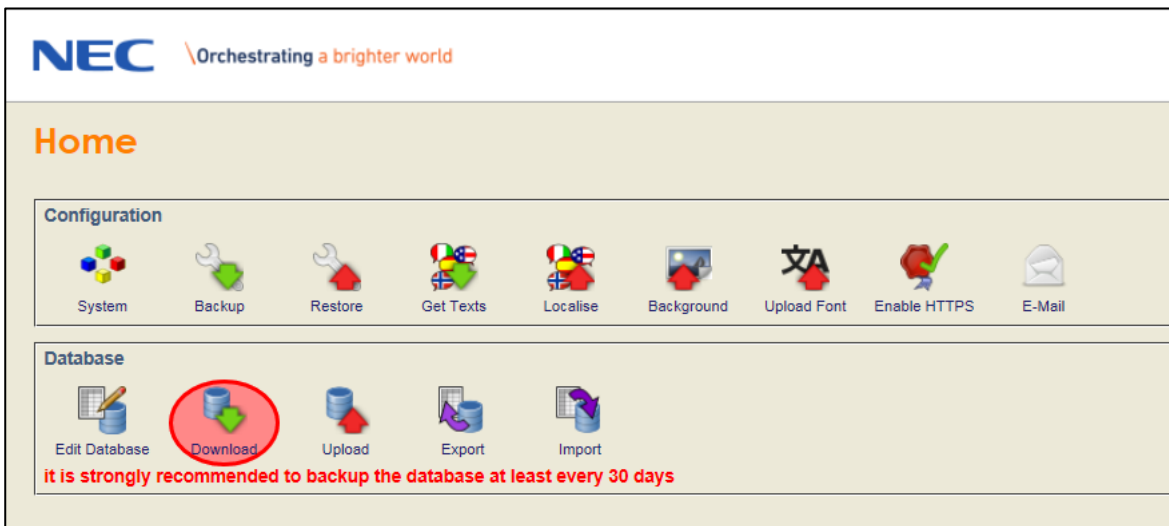 NEC \Orchestrating a brighter world
Home
Configuration
System Backup Restore Get Texts Localise Background Upload Font Enable HTTPS E-Mail
Database
Edit Database Download Upload Export Import
it is strongly recommended to backup the database at least every 30 days